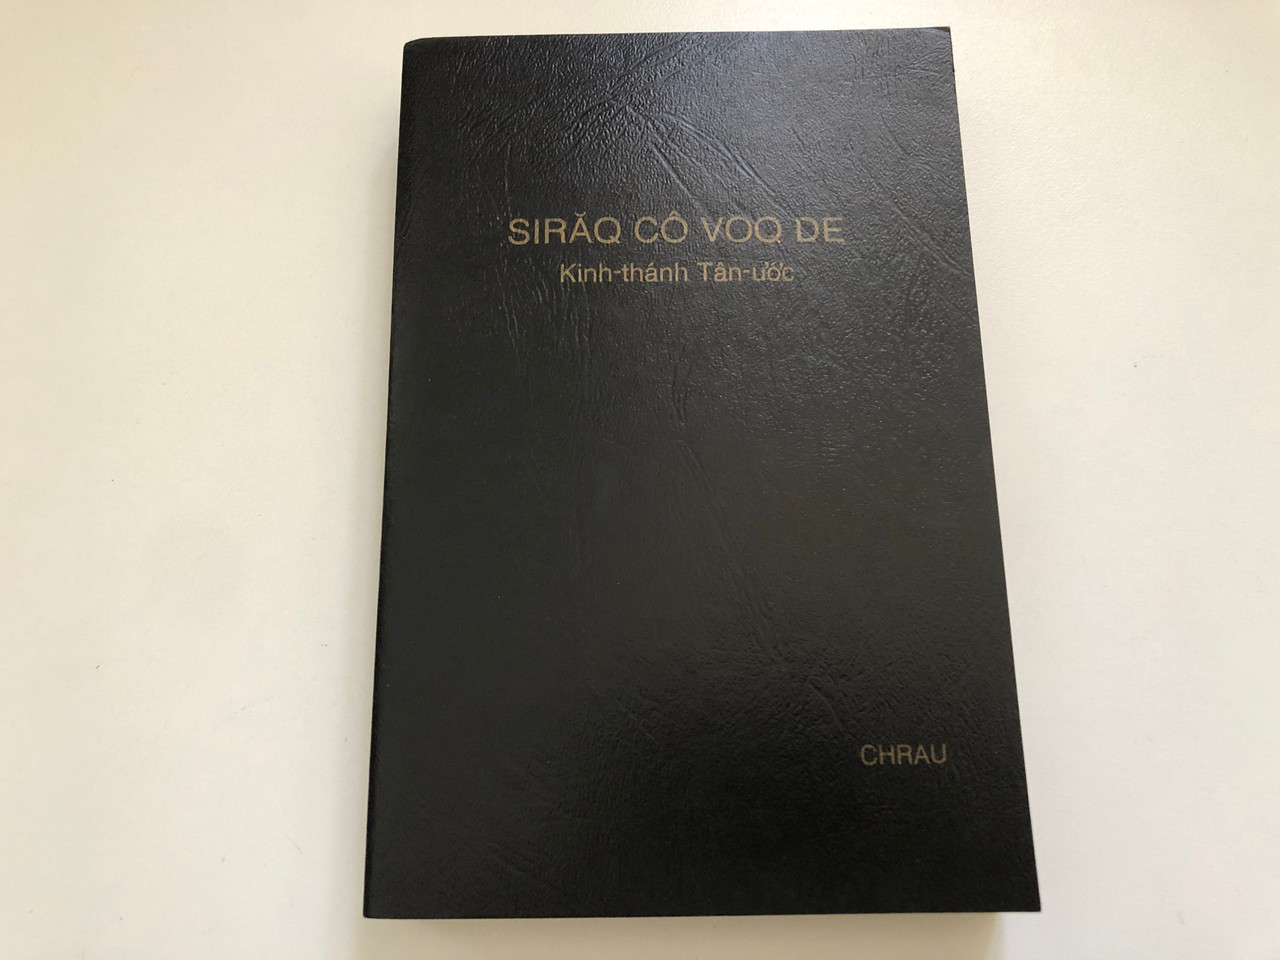 SIRĂQ CÔ VOQ DE
Kinh-thánh Tân-ước
CHRAU